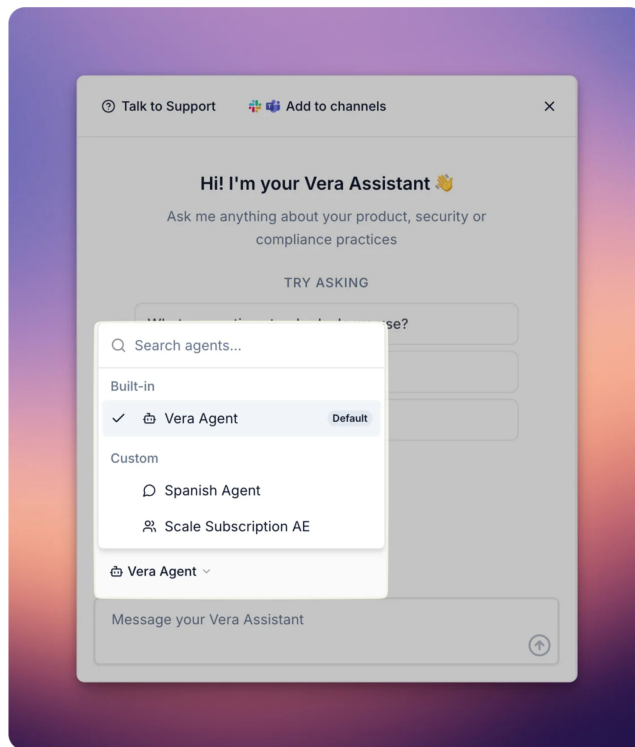 Talk to Support
Add to channels
Hi! I'm your Vera Assistant 👋
Ask me anything about your product, security or
compliance practices
TRY ASKING
use?
Search agents...
Built-in
Vera Agent
Default
Custom
Spanish Agent
Scale Subscription AE
Vera Agent
Message your Vera Assistant